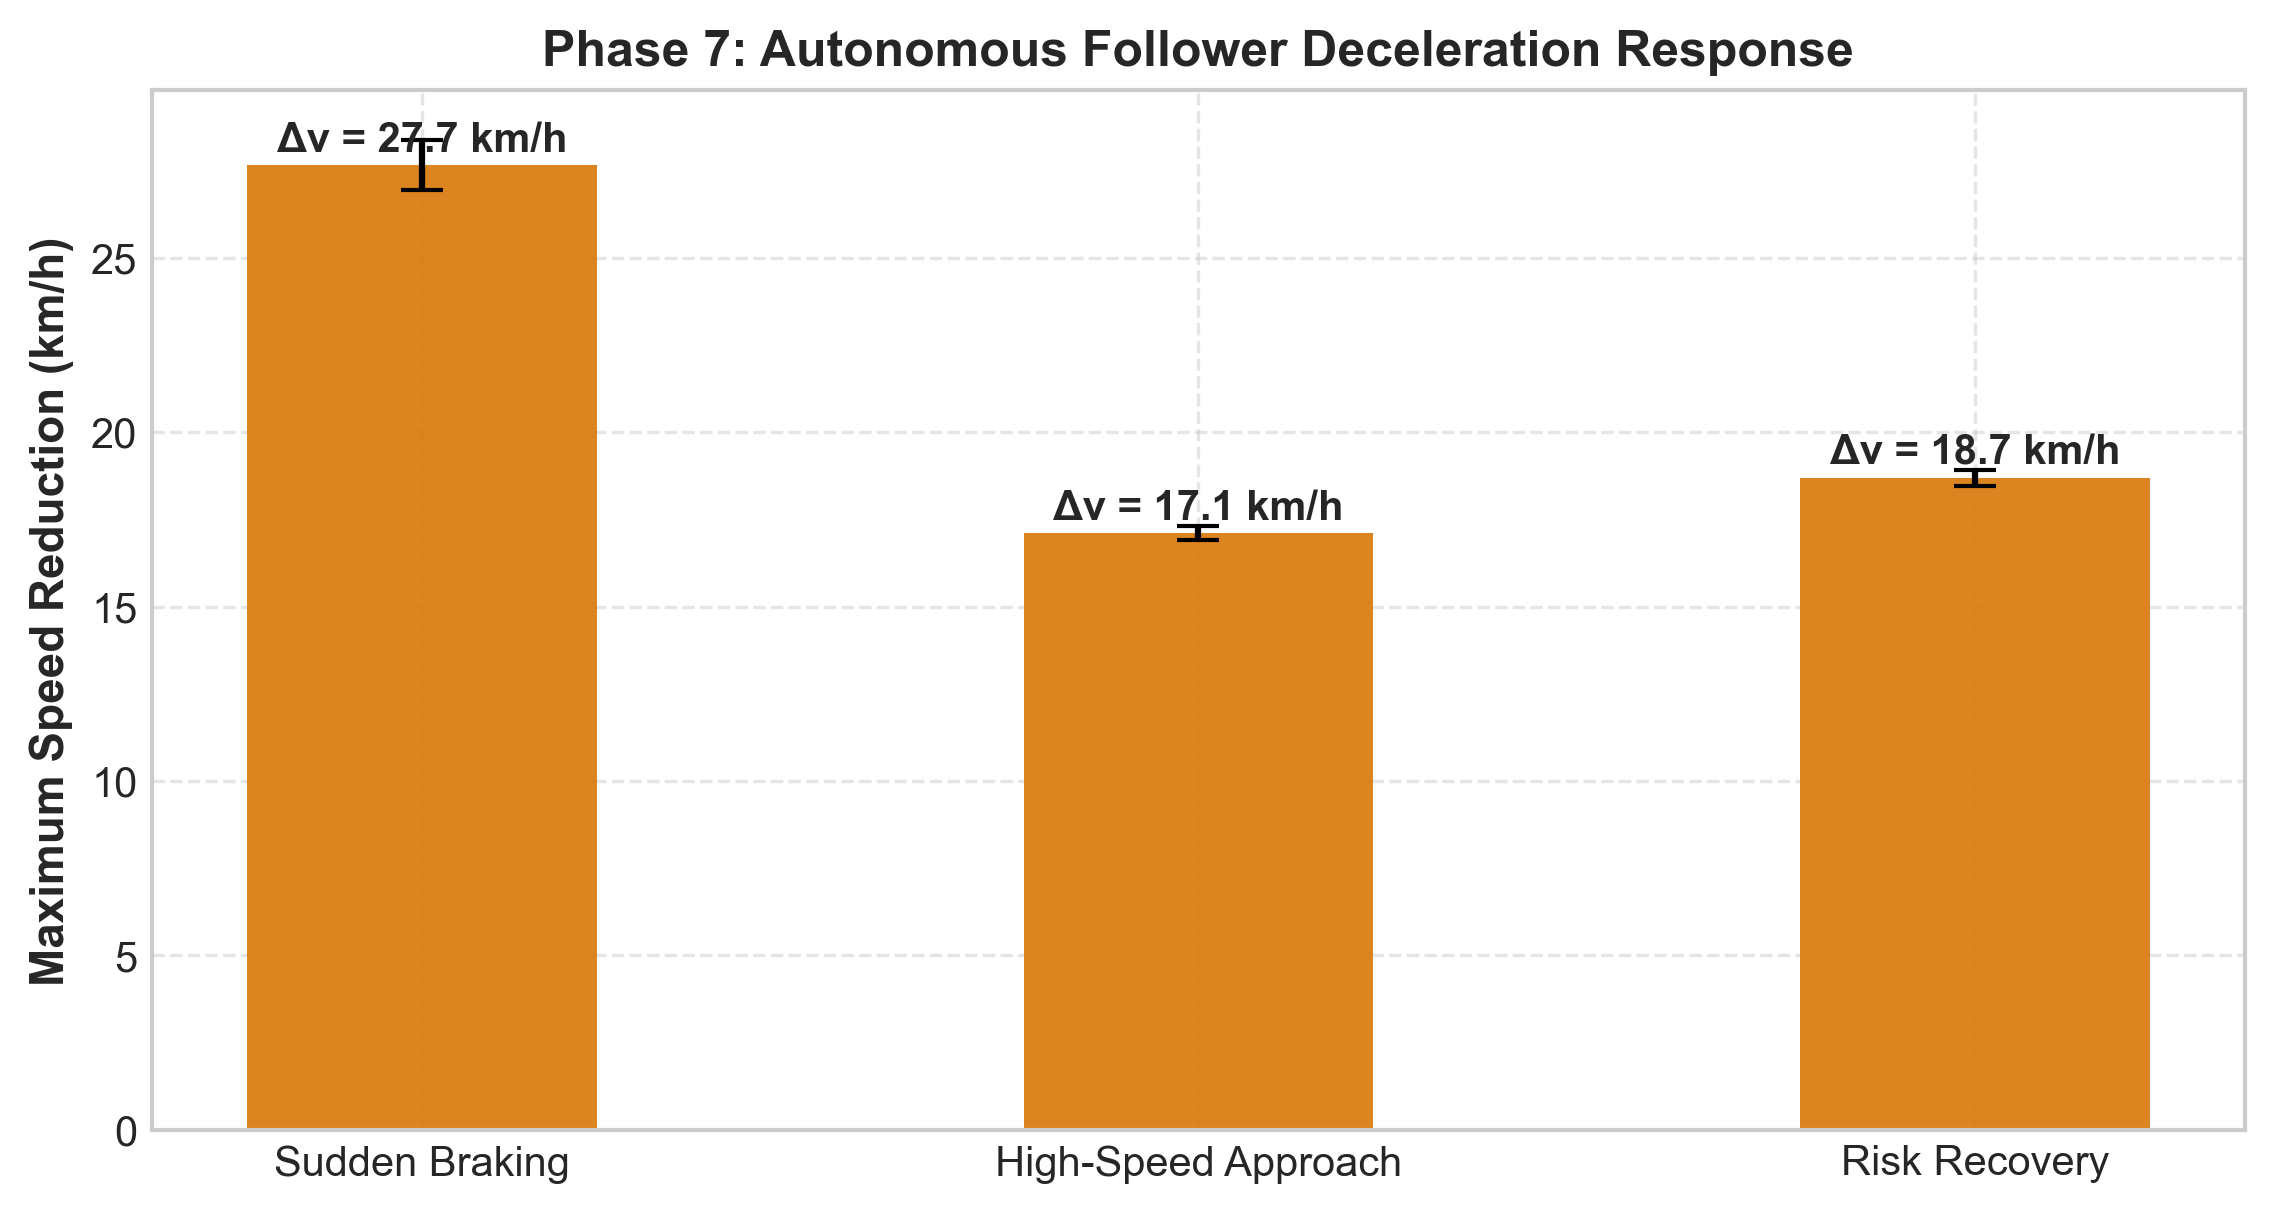 Phase 7: Autonomous Follower Deceleration Response
Maximum Speed Reduction (km/h)
25
20
15
10
5
0
Δv = 27.7 km/h
Δv = 17.1 km/h
Δv = 18.7 km/h
Sudden Braking
High-Speed Approach
Risk Recovery